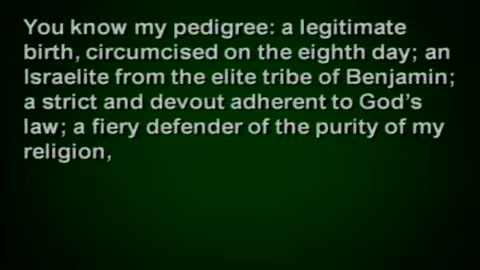 You know my pedigree: a legitimate
birth, circumcised on the eighth day; an
Israelite from the elite tribe of Benjamin;
a strict and devout adherent to God's
law; a fiery defender of the purity of my
religion,